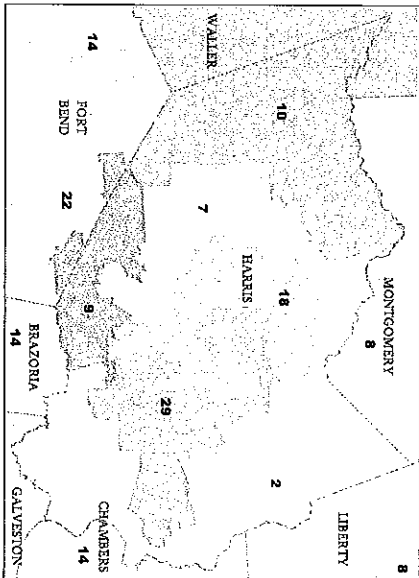 8
MONTGOMERY
8
LIBERTY
10
18
2
HARRIS
WALLER
7
29
CHAMBERS
14
9
14
FORT
BEND
22
BRAZORIA
14
GALVESTON